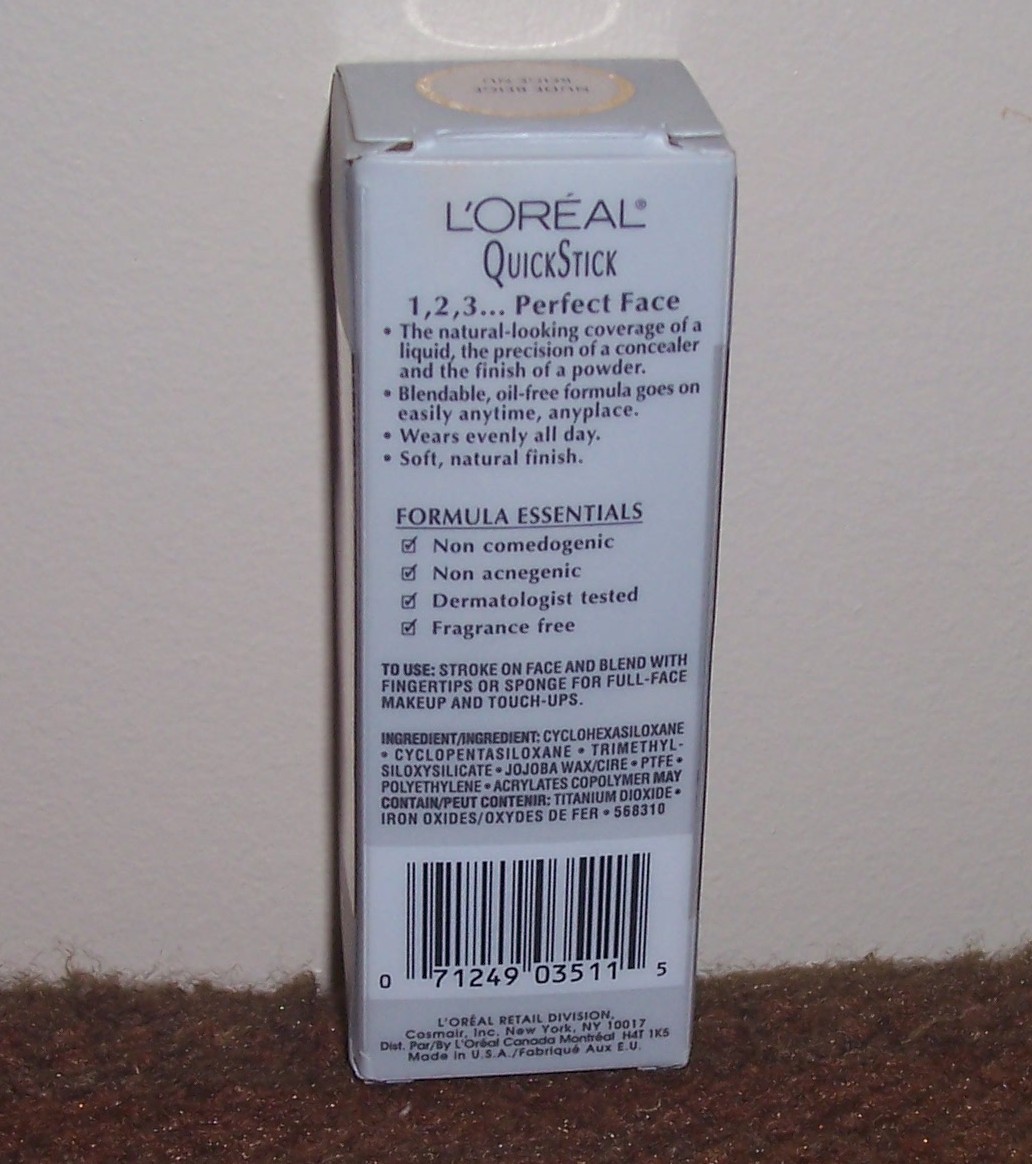 NUDE BEIGE
BEIGE NU
L'ORÉAL®
QUICKSTICK
1,2,3... Perfect Face
• The natural-looking coverage of a
liquid, the precision of a concealer
and the finish of a powder.
• Blendable, oil-free formula goes on
easily anytime, anyplace.
• Wears evenly all day.
• Soft, natural finish.
FORMULA ESSENTIALS
☑ Non comedogenic
☑ Non acnegenic
☑ Dermatologist tested
☑ Fragrance free
TO USE: STROKE ON FACE AND BLEND WITH
FINGERTIPS OR SPONGE FOR FULL-FACE
MAKEUP AND TOUCH-UPS.
INGREDIENT/INGREDIENT: CYCLOHEXASILOXANE
• CYCLOPENTASILOXANE • TRIMETHYL-
SILOXYSILICATE • JOJOBA WAX/CIRE • PTFE •
POLYETHYLENE • ACRYLATES COPOLYMER MAY
CONTAIN/PEUT CONTENIR: TITANIUM DIOXIDE •
IRON OXIDES/OXYDES DE FER • 568310
0 71249 03511 5
L'ORÉAL RETAIL DIVISION,
Cosmair, Inc. New York, NY 10017
Dist. Par/By L'Oréal Canada Montréal H4T 1K5
Made in U.S.A./Fabriqué Aux E.U.